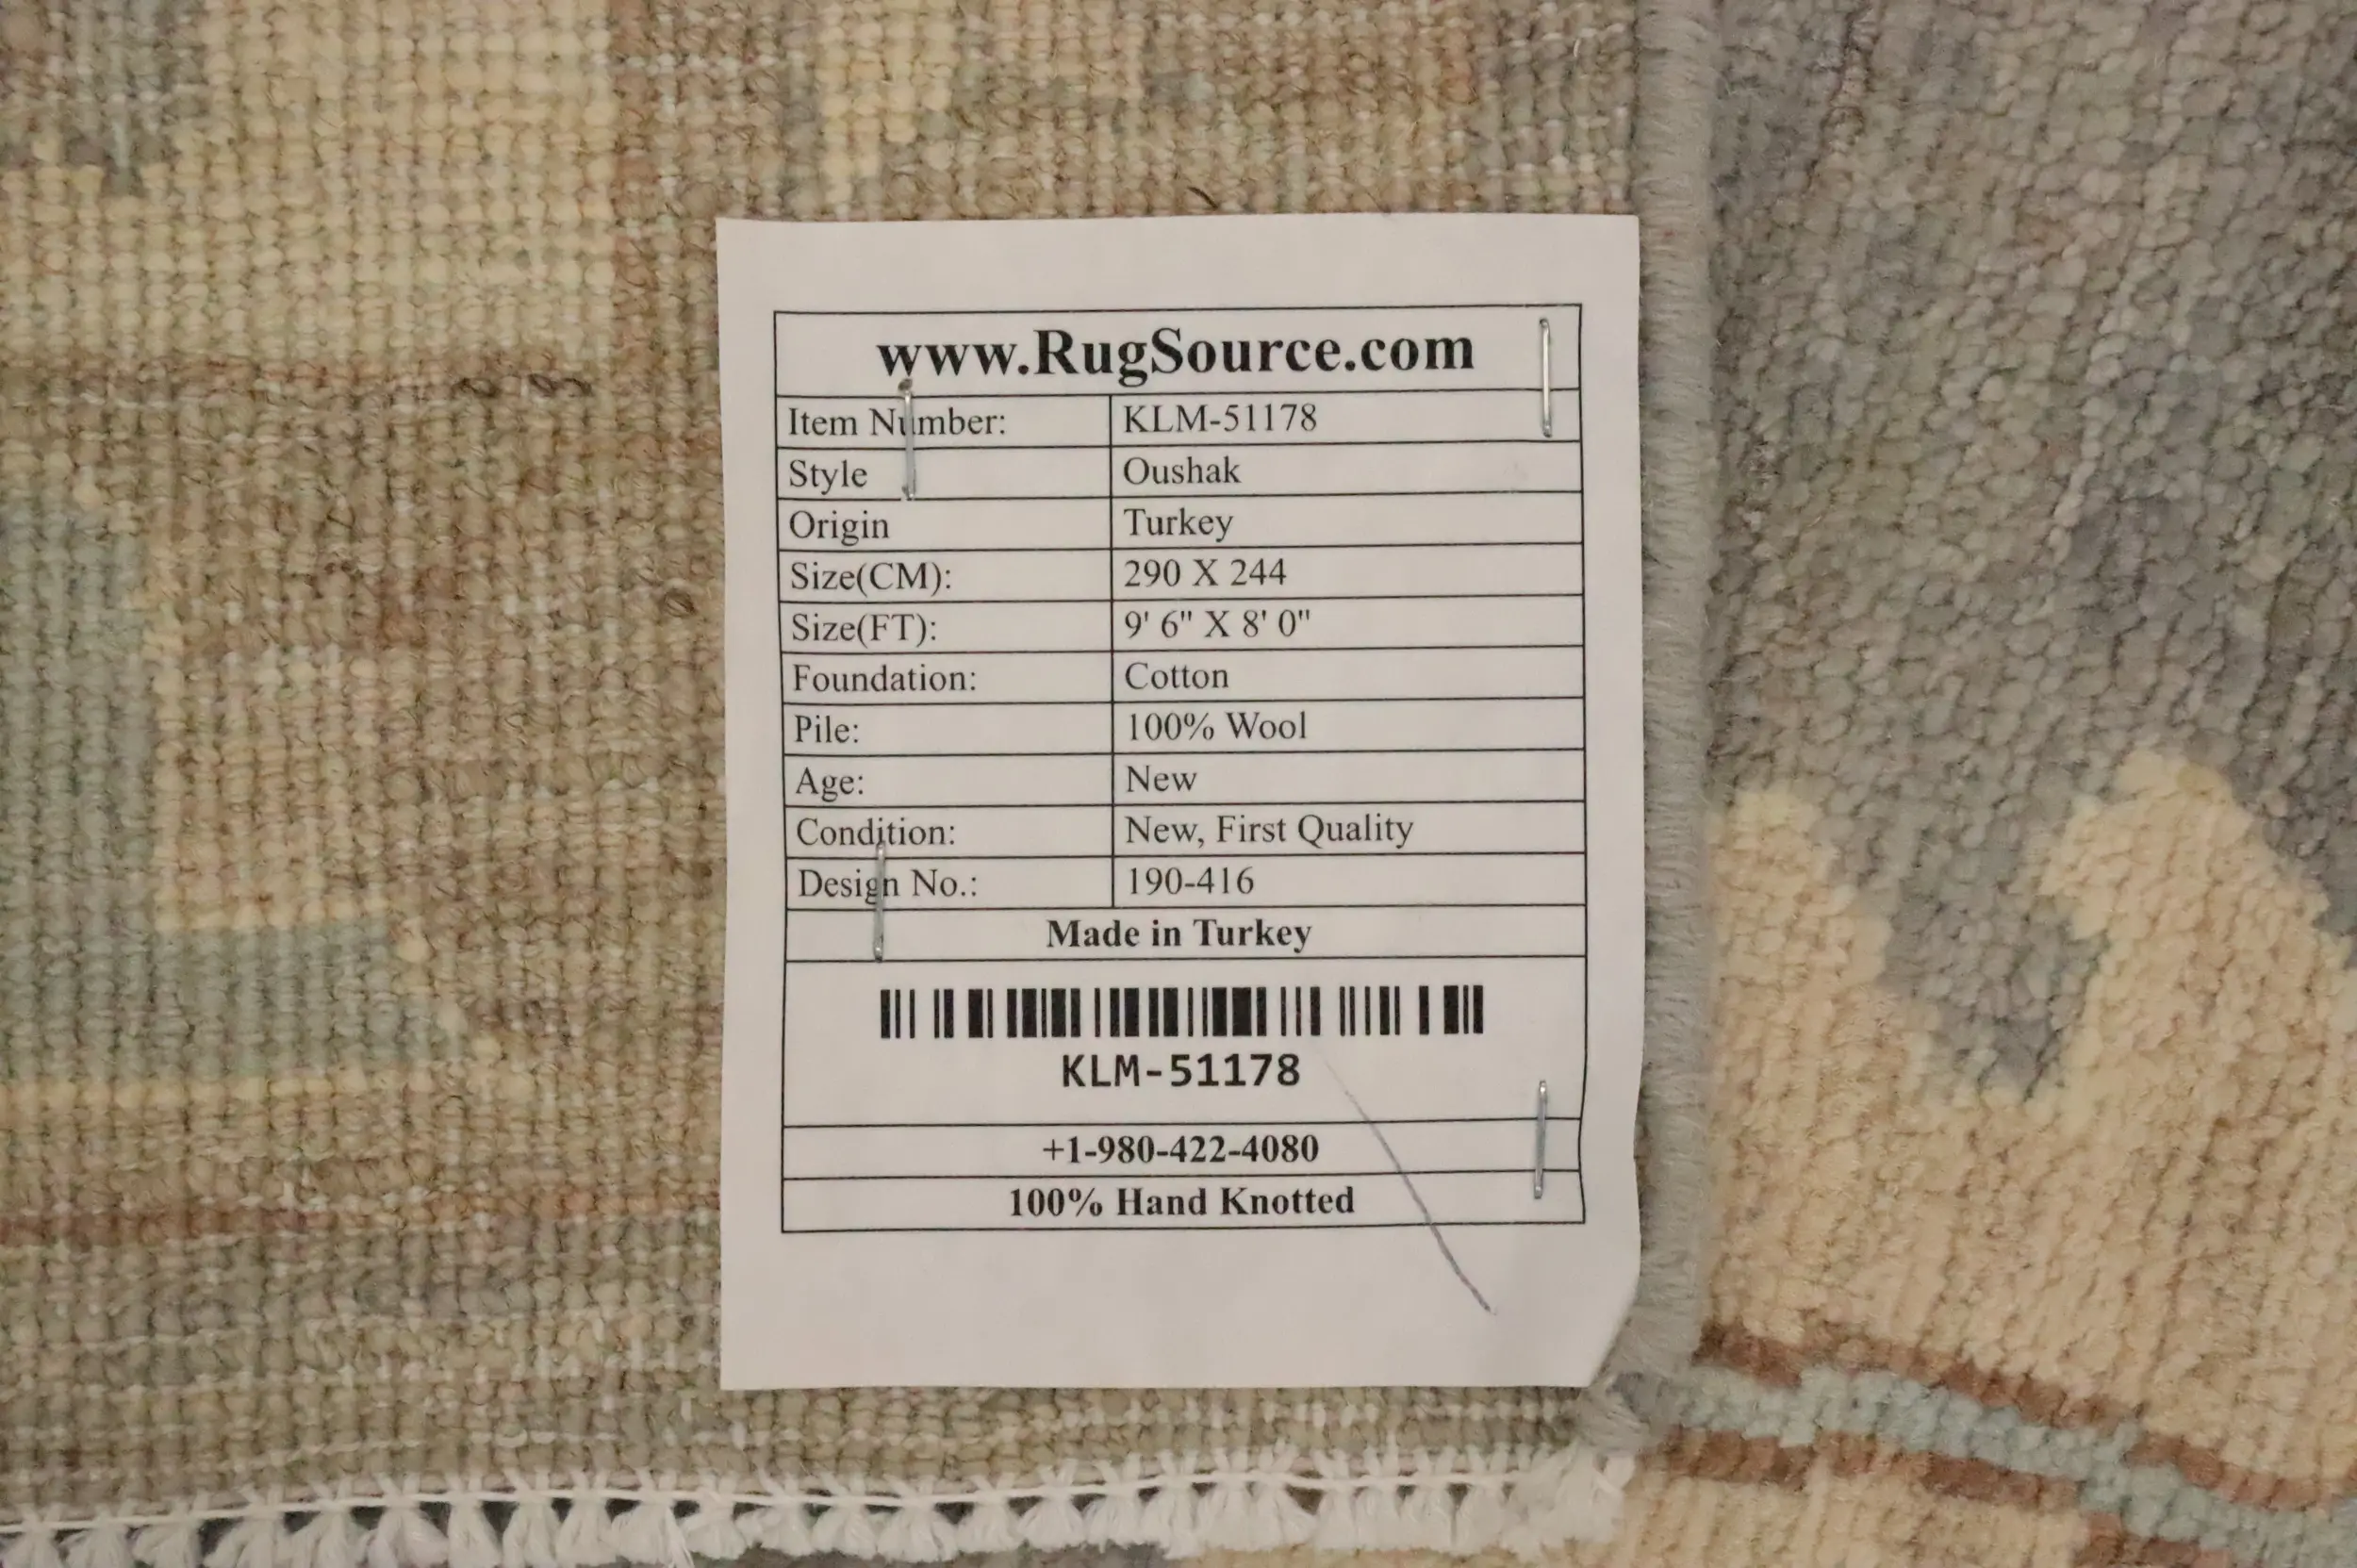 www.RugSource.com
Item Number: KLM-51178
Style Oushak
Origin Turkey
Size(CM): 290 X 244
Size(FT): 9' 6" X 8' 0"
Foundation: Cotton
Pile: 100% Wool
Age: New
Condition: New, First Quality
Design No.: 190-416
Made in Turkey
KLM-51178
+1-980-422-4080
100% Hand Knotted